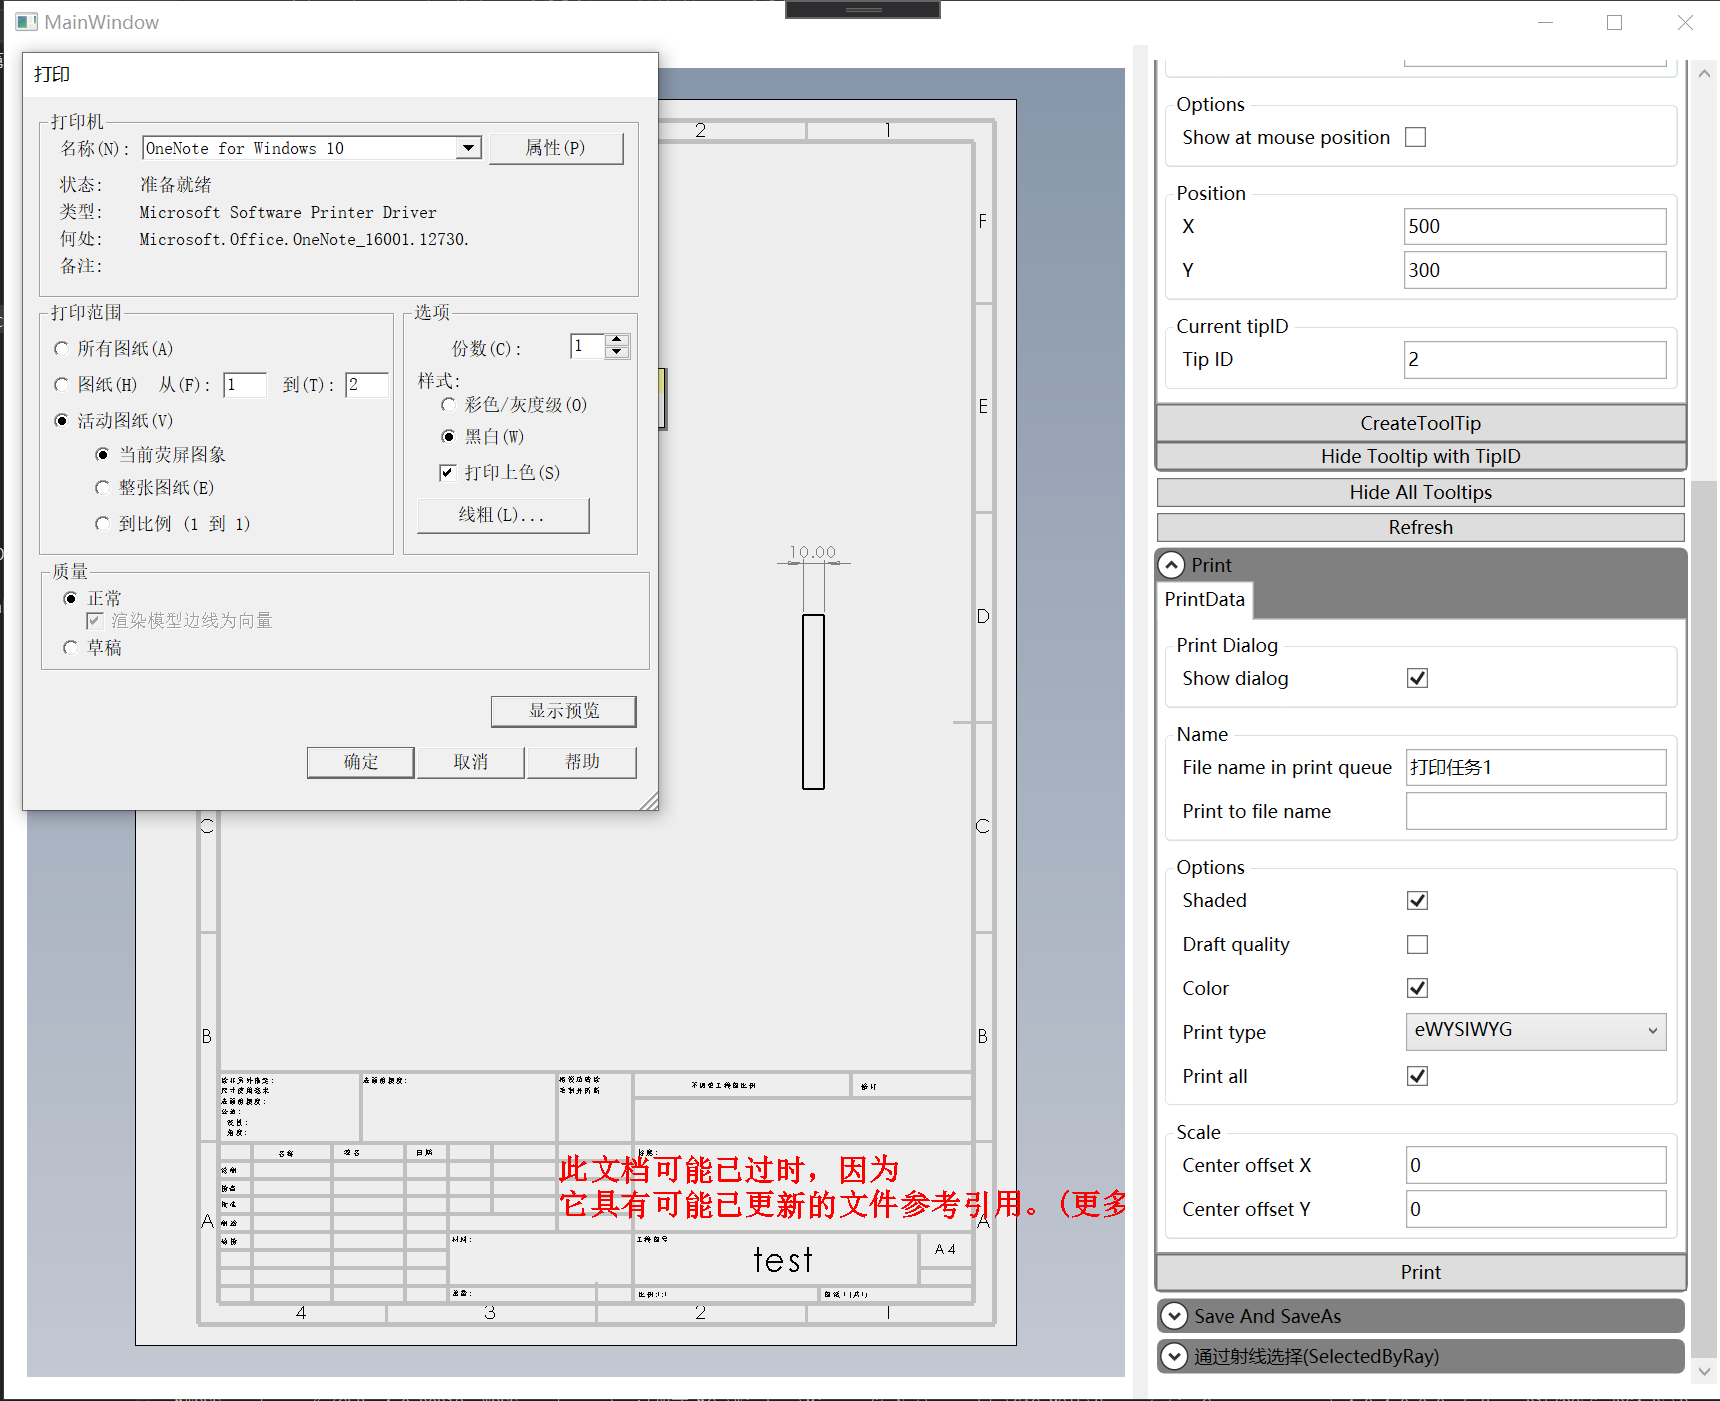 MainWindow
打印
打印机
名称(N):
OneNote for Windows 10
属性(P)
状态:
准备就绪
类型:
Microsoft Software Printer Driver
何处:
Microsoft.Office.OneNote_16001.12730.
备注:
打印范围
所有图纸(A)
图纸(H) 从(F): 1 到(T): 2
活动图纸(V)
当前荧屏图象
整张图纸(E)
到比例 (1 到 1)
选项
份数(C): 1
样式:
彩色/灰度级(O)
黑白(W)
打印上色(S)
线粗(L)...
质量
正常
渲染模型边线为向量
草稿
显示预览
确定
取消
帮助
2
1
F
E
10.00
D
C
C
B
B
名称
签名
日期
此文档可能已过时，因为
它具有可能已更新的文件参考引用。(更多
A
A
test
A4
4
3
2
1
Options
Show at mouse position
Position
X
500
Y
300
Current tipID
Tip ID
2
CreateToolTip
Hide Tooltip with TipID
Hide All Tooltips
Refresh
Print
PrintData
Print Dialog
Show dialog
Name
File name in print queue
打印任务1
Print to file name
Options
Shaded
Draft quality
Color
Print type
eWYSIWYG
Print all
Scale
Center offset X
0
Center offset Y
0
Print
Save And SaveAs
通过射线选择(SelectedByRay)